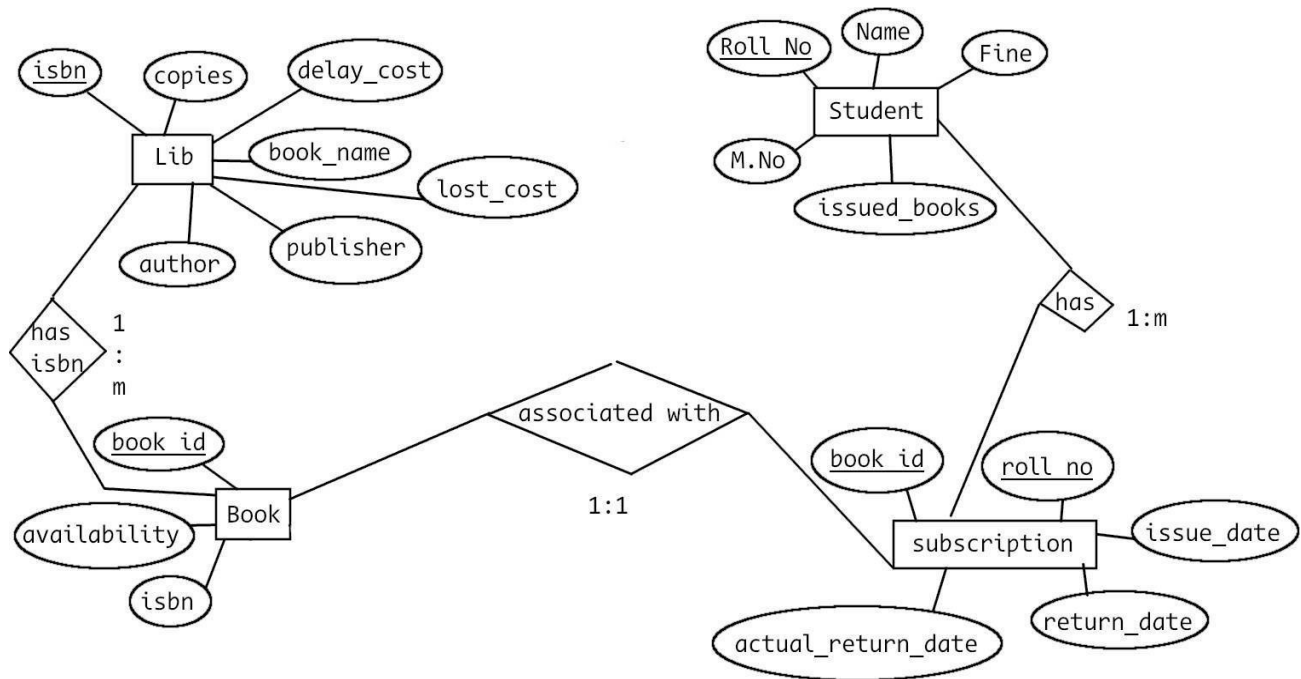 isbn
copies
delay_cost
Lib
book_name
lost_cost
author
publisher
Roll No
Name
Fine
Student
M.No
issued_books
has
isbn
1
:
m
has
1:m
associated with
1:1
book id
Book
availability
isbn
book id
roll no
subscription
issue_date
return_date
actual_return_date